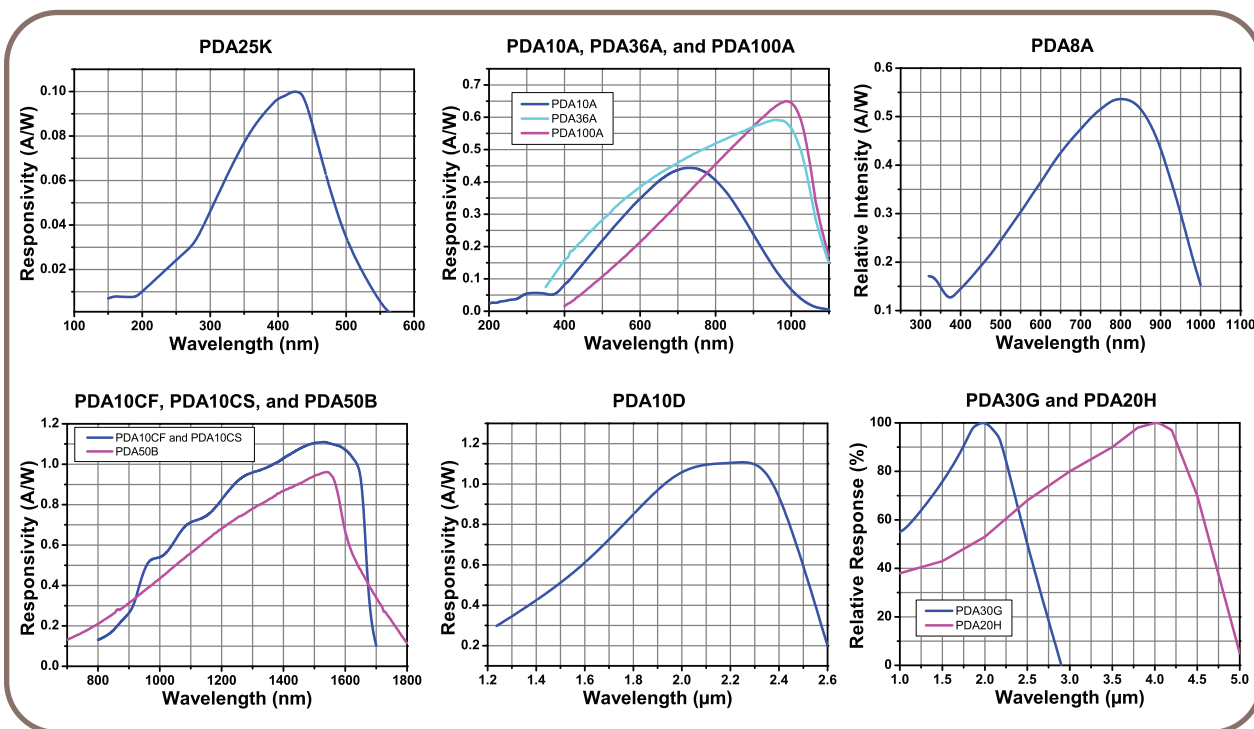 PDA25K
Responsivity (A/W)
0.10
0.08
0.06
0.04
0.02
100 200 300 400 500 600
Wavelength (nm)
PDA10A, PDA36A, and PDA100A
Responsivity (A/W)
0.7
0.6
0.5
0.4
0.3
0.2
0.1
0.0
PDA10A
PDA36A
PDA100A
200 400 600 800 1000
Wavelength (nm)
PDA8A
Relative Intensity (A/W)
0.6
0.5
0.4
0.3
0.2
0.1
300 400 500 600 700 800 900 1000 1100
Wavelength (nm)
PDA10CF, PDA10CS, and PDA50B
Responsivity (A/W)
1.2
1.0
0.8
0.6
0.4
0.2
0.0
PDA10CF and PDA10CS
PDA50B
800 1000 1200 1400 1600 1800
Wavelength (nm)
PDA10D
Responsivity (A/W)
1.2
1.0
0.8
0.6
0.4
0.2
1.2 1.4 1.6 1.8 2.0 2.2 2.4 2.6
Wavelength (µm)
PDA30G and PDA20H
Relative Response (%)
100
80
60
40
20
0
PDA30G
PDA20H
1.0 1.5 2.0 2.5 3.0 3.5 4.0 4.5 5.0
Wavelength (µm)